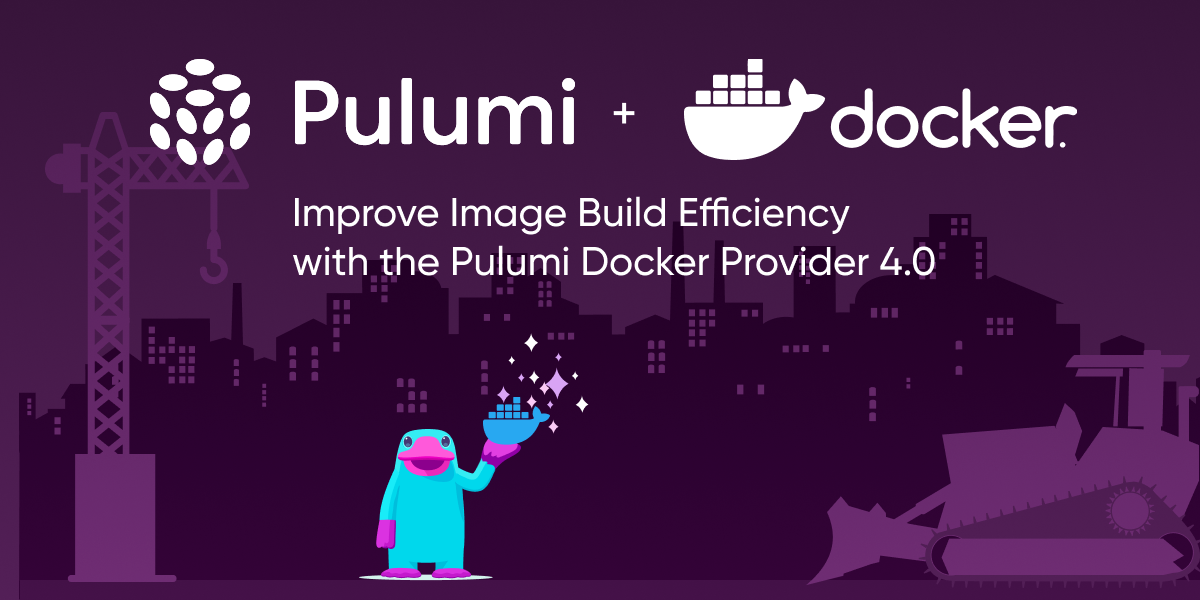 Pulumi + docker.
Improve Image Build Efficiency
with the Pulumi Docker Provider 4.0